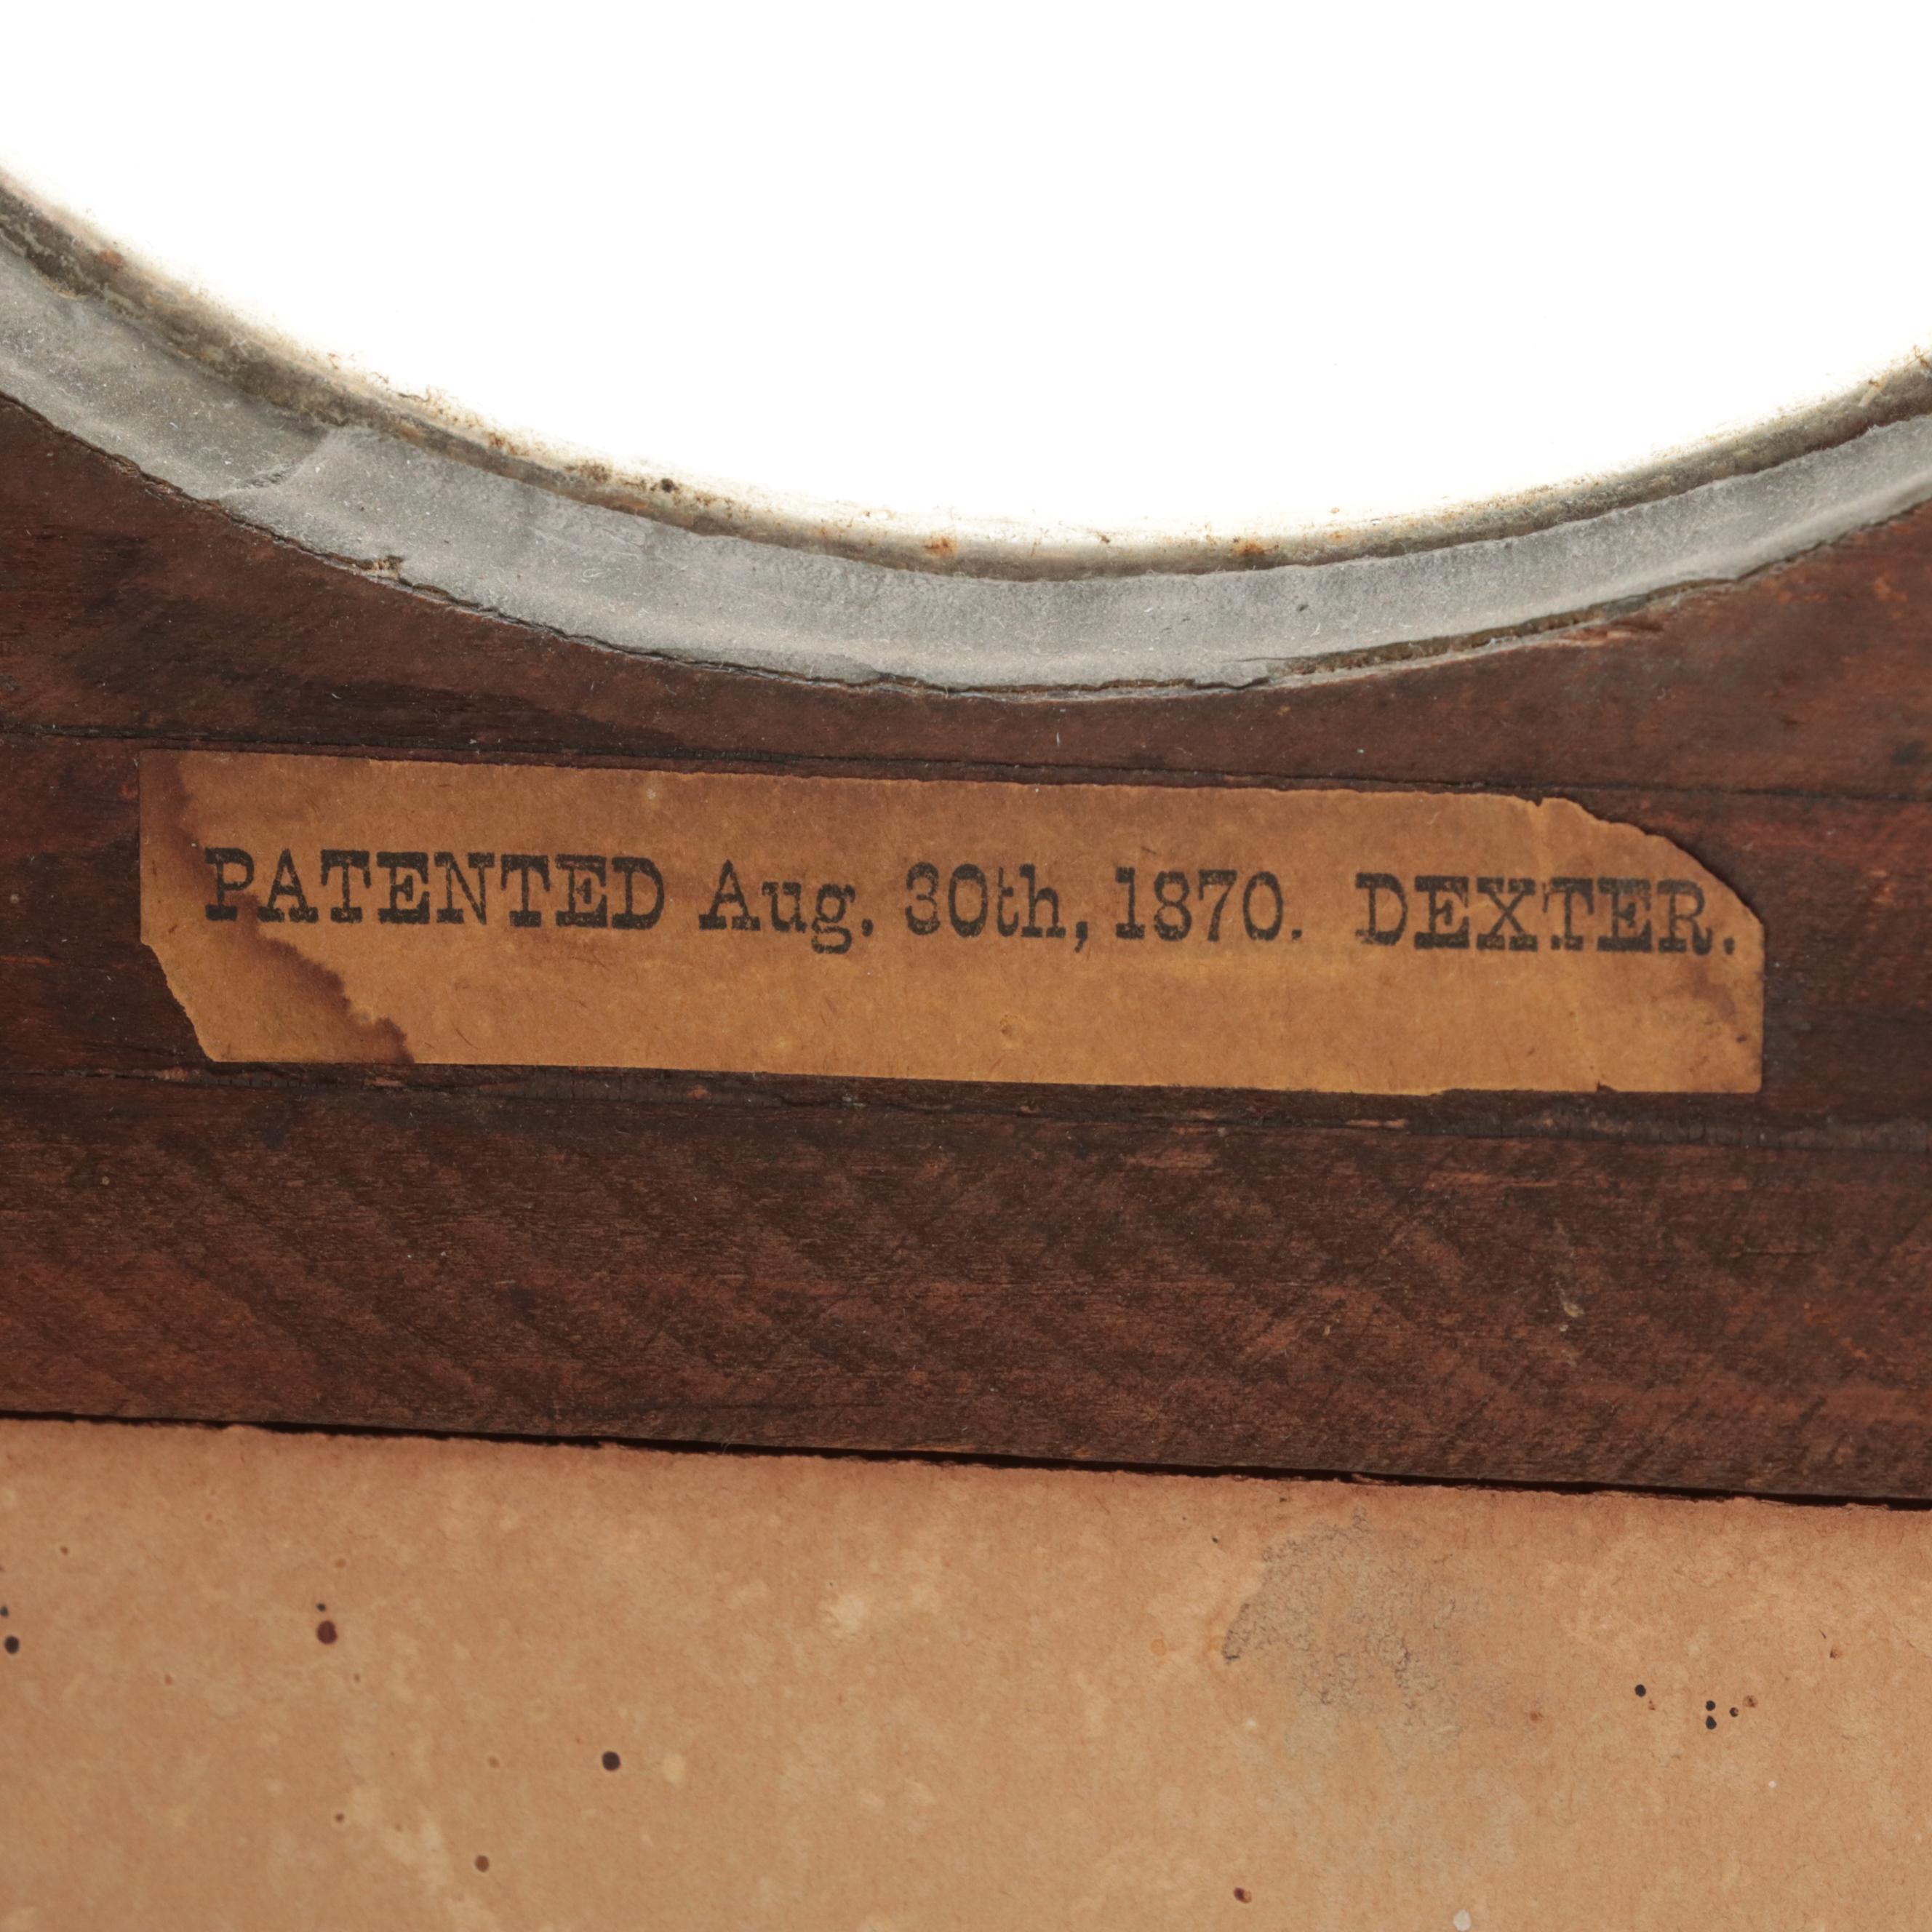 PATENTED Aug. 30th, 1870. DEXTER.